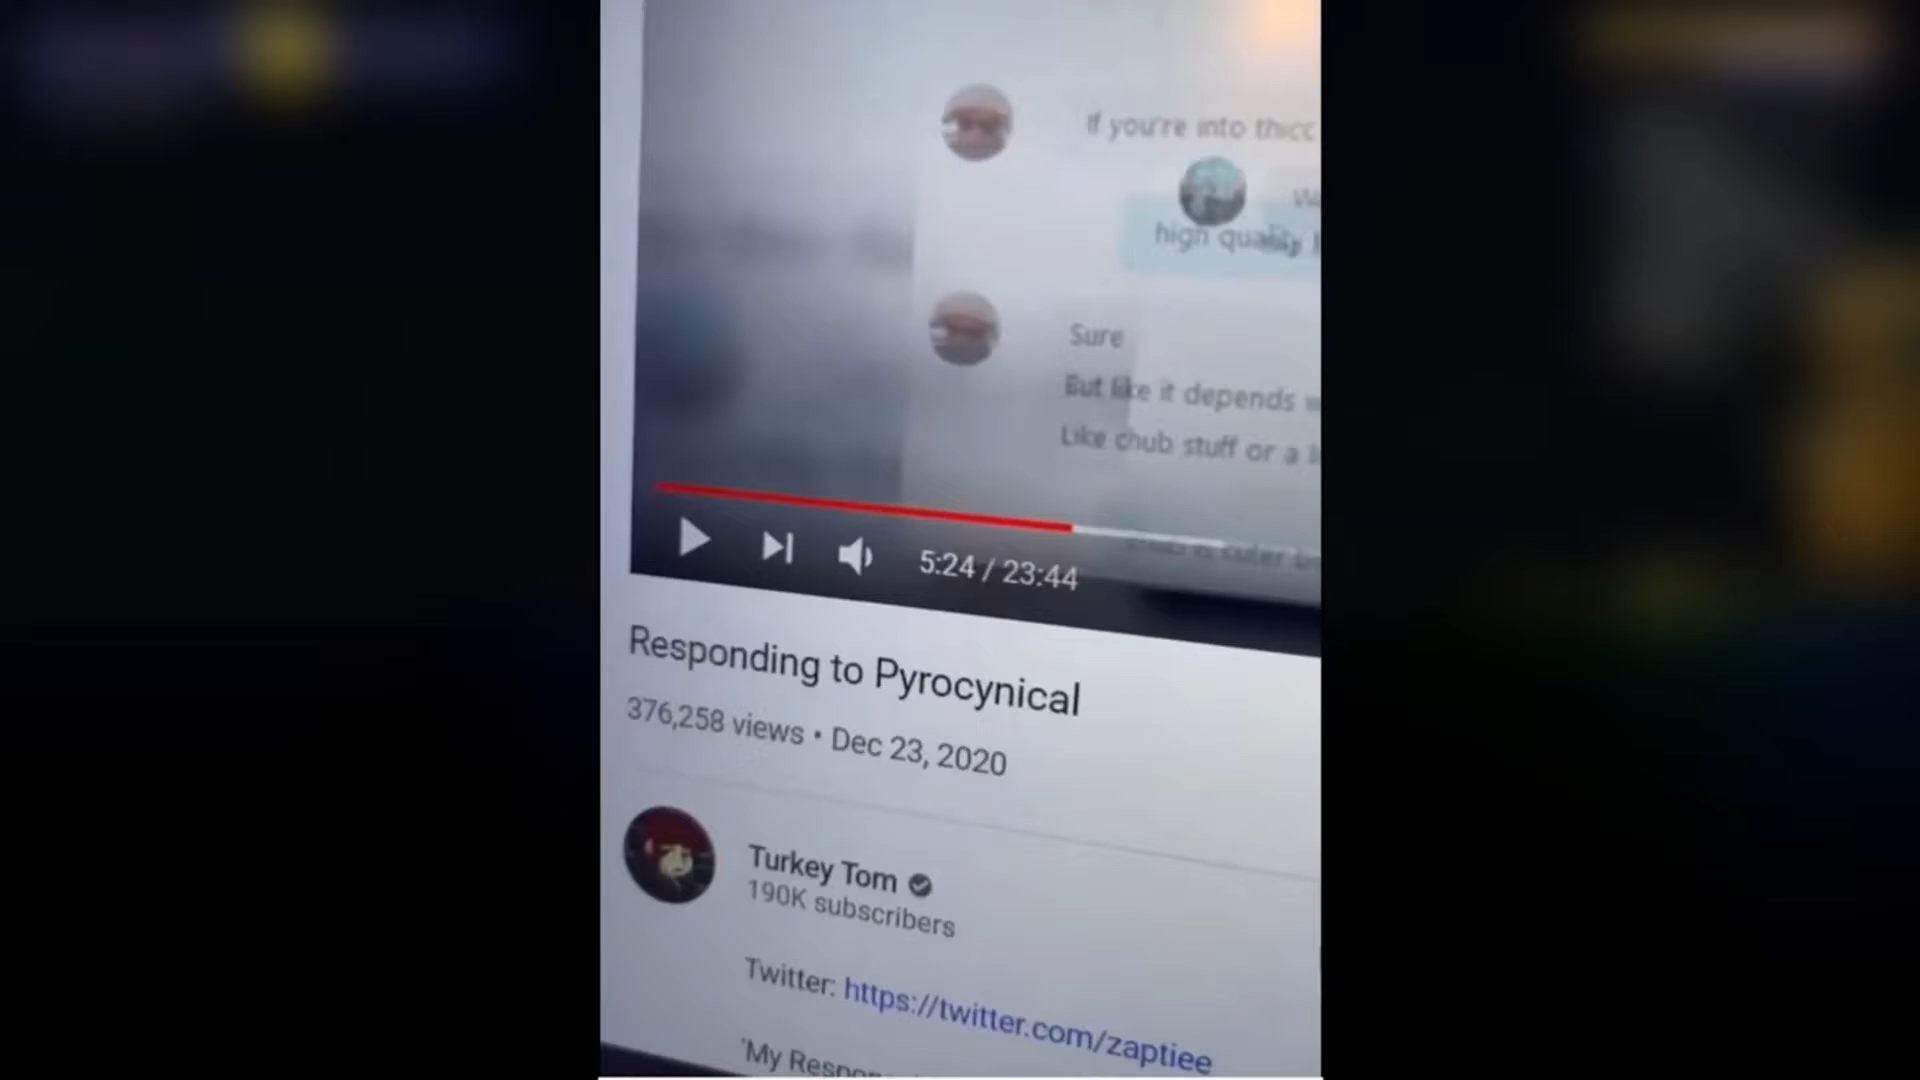 If you're into thicc
high quality
Sure
But like it depends
Like chub stuff or a
5:24 / 23:44
Responding to Pyrocynical
376,258 views • Dec 23, 2020
Turkey Tom
190K subscribers
Twitter: https://twitter.com/zaptiee
'My